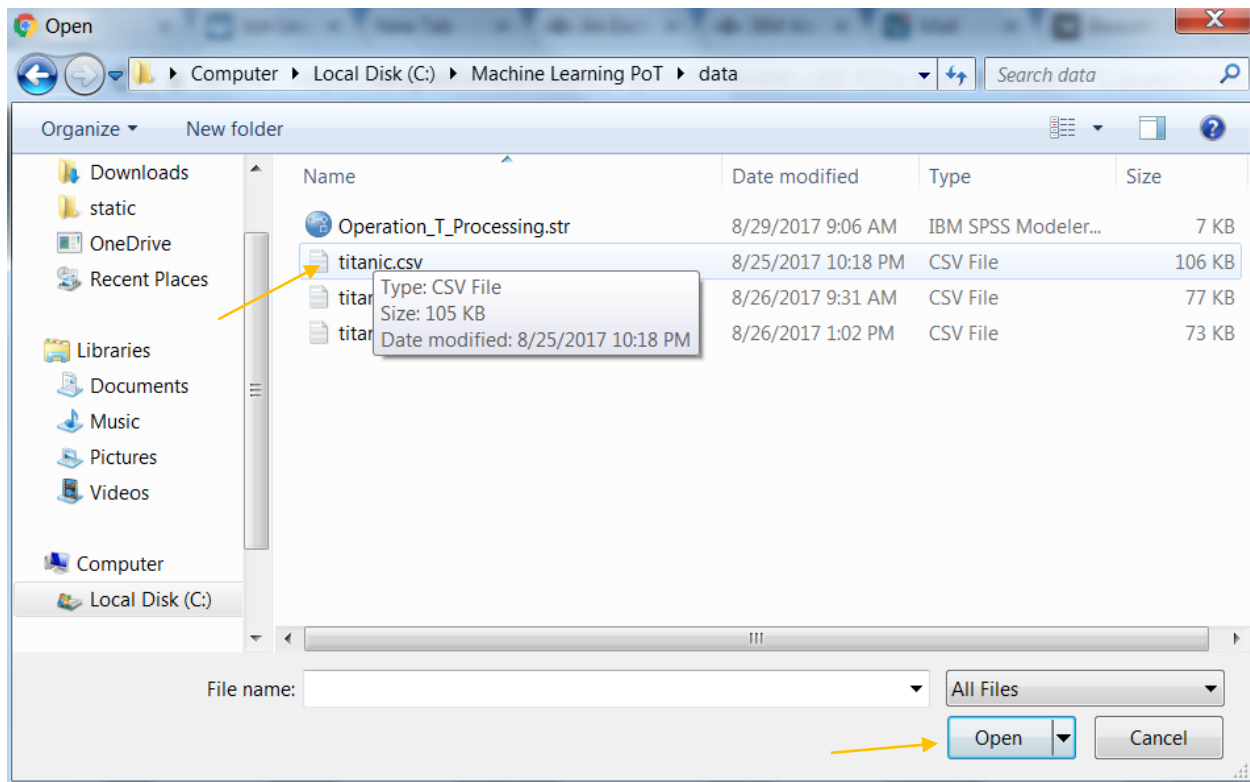 Open
Computer Local Disk (C:) Machine Learning PoT data Search data
Organize New folder
Name Date modified Type Size
Downloads
static
OneDrive
Recent Places
Libraries
Documents
Music
Pictures
Videos
Computer
Local Disk (C:)
Operation_T_Processing.str 8/29/2017 9:06 AM IBM SPSS Modeler... 7 KB
titanic.csv 8/25/2017 10:18 PM CSV File 106 KB
titar 8/26/2017 9:31 AM CSV File 77 KB
titar 8/26/2017 1:02 PM CSV File 73 KB
Type: CSV File
Size: 105 KB
Date modified: 8/25/2017 10:18 PM
File name: All Files
Open Cancel